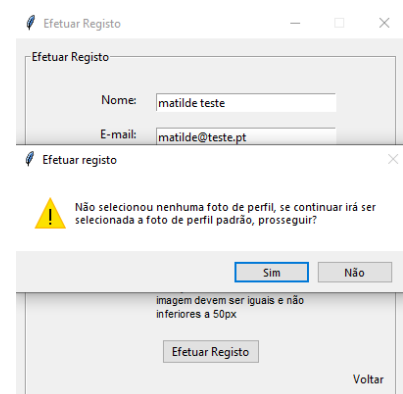 Efetuar Registo
Efetuar Registo
Nome:
matilde teste
E-mail:
matilde@teste.pt
Efetuar registo
Não selecionou nenhuma foto de perfil, se continuar irá ser
selecionada a foto de perfil padrão, prosseguir?
Sim
Não
imagem devem ser iguais e não
inferiores a 50px
Efetuar Registo
Voltar